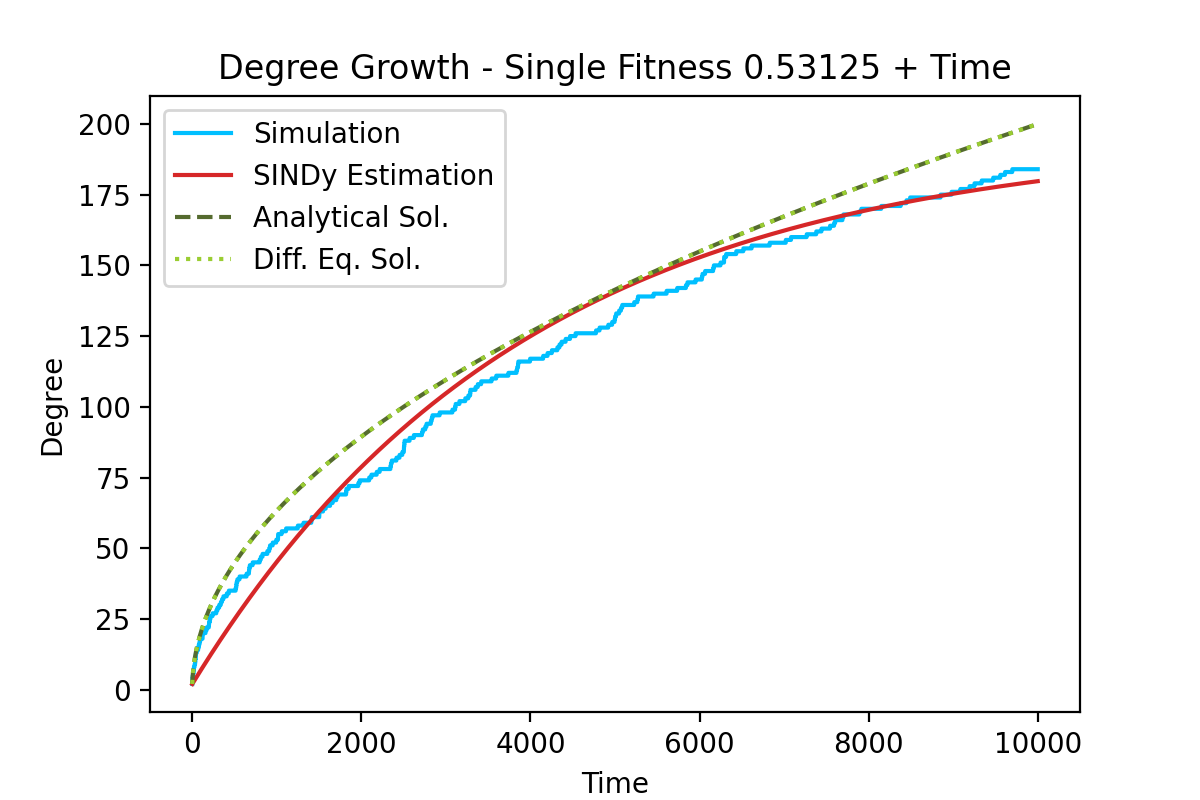 Degree Growth - Single Fitness 0.53125 + Time
Simulation
SINDy Estimation
Analytical Sol.
Diff. Eq. Sol.
200
175
150
125
100
75
50
25
0
Degree
0 2000 4000 6000 8000 10000
Time